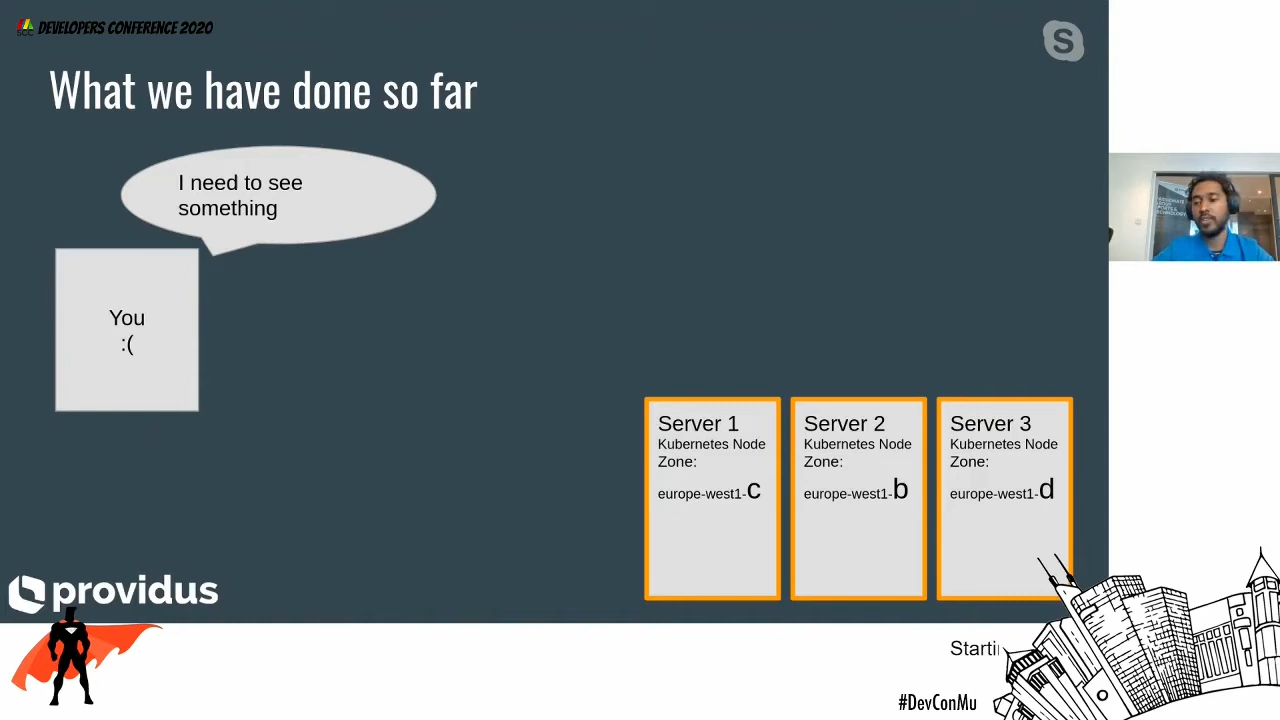 SCC DEVELOPERS CONFERENCE 2020
S
What we have done so far
I need to see
something
You
:(
Server 1
Kubernetes Node
Zone:
europe-west1-c
Server 2
Kubernetes Node
Zone:
europe-west1-b
Server 3
Kubernetes Node
Zone:
europe-west1-d
providus
#DevConMu